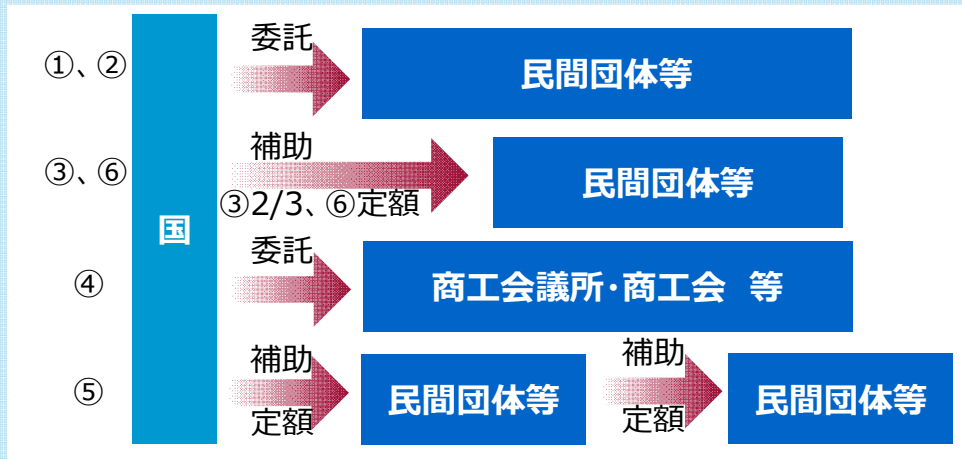 国
①、②
委託
民間団体等
③、⑥
補助
③2/3、⑥定額
民間団体等
④
委託
商工会議所・商工会　等
⑤
補助
定額
民間団体等
補助
定額
民間団体等